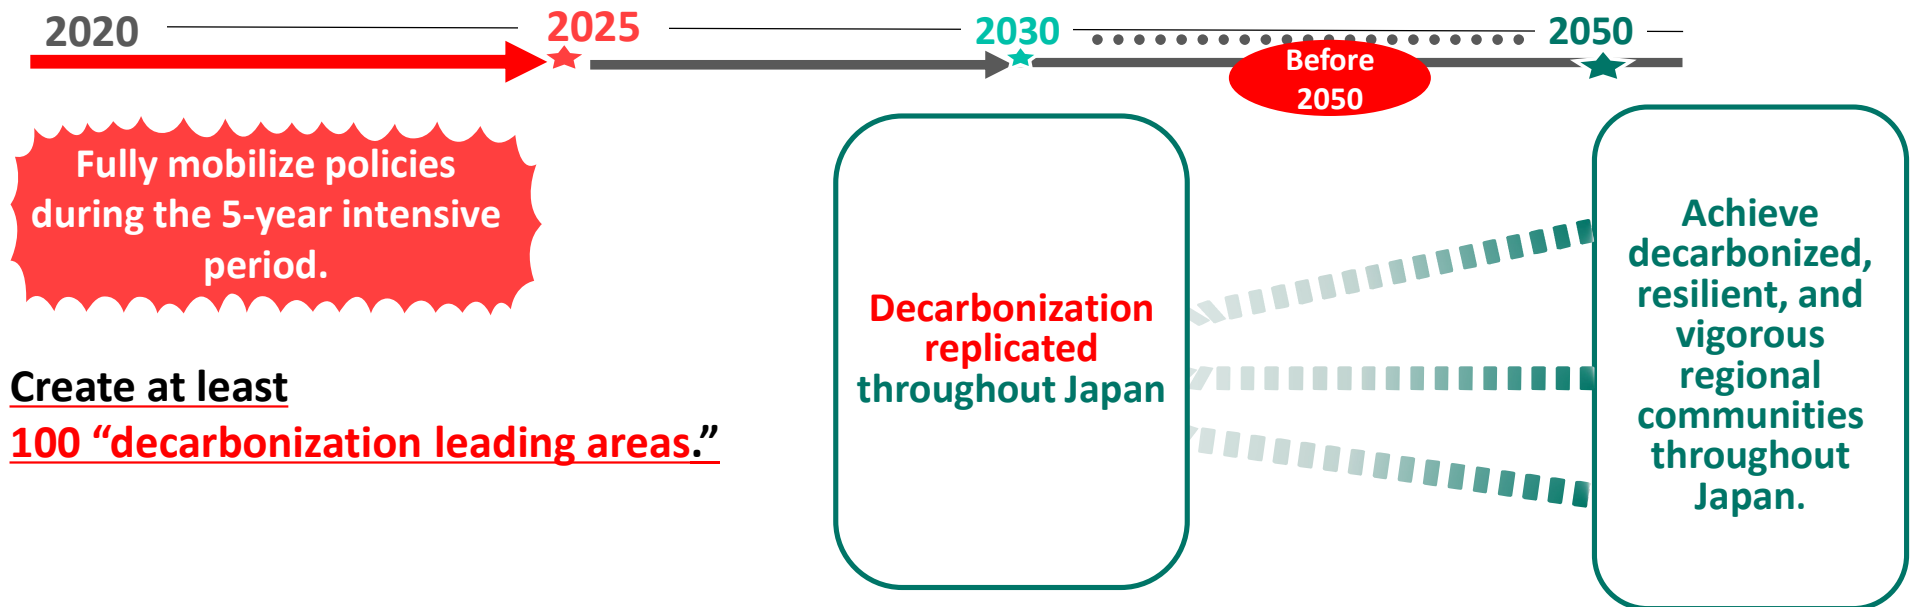 2020
2025
2030
2050
Before
2050
Fully mobilize policies
during the 5-year intensive
period.
Create at least
100 “decarbonization leading areas.”
Decarbonization
replicated
throughout Japan
Achieve
decarbonized,
resilient, and
vigorous
regional
communities
throughout
Japan.